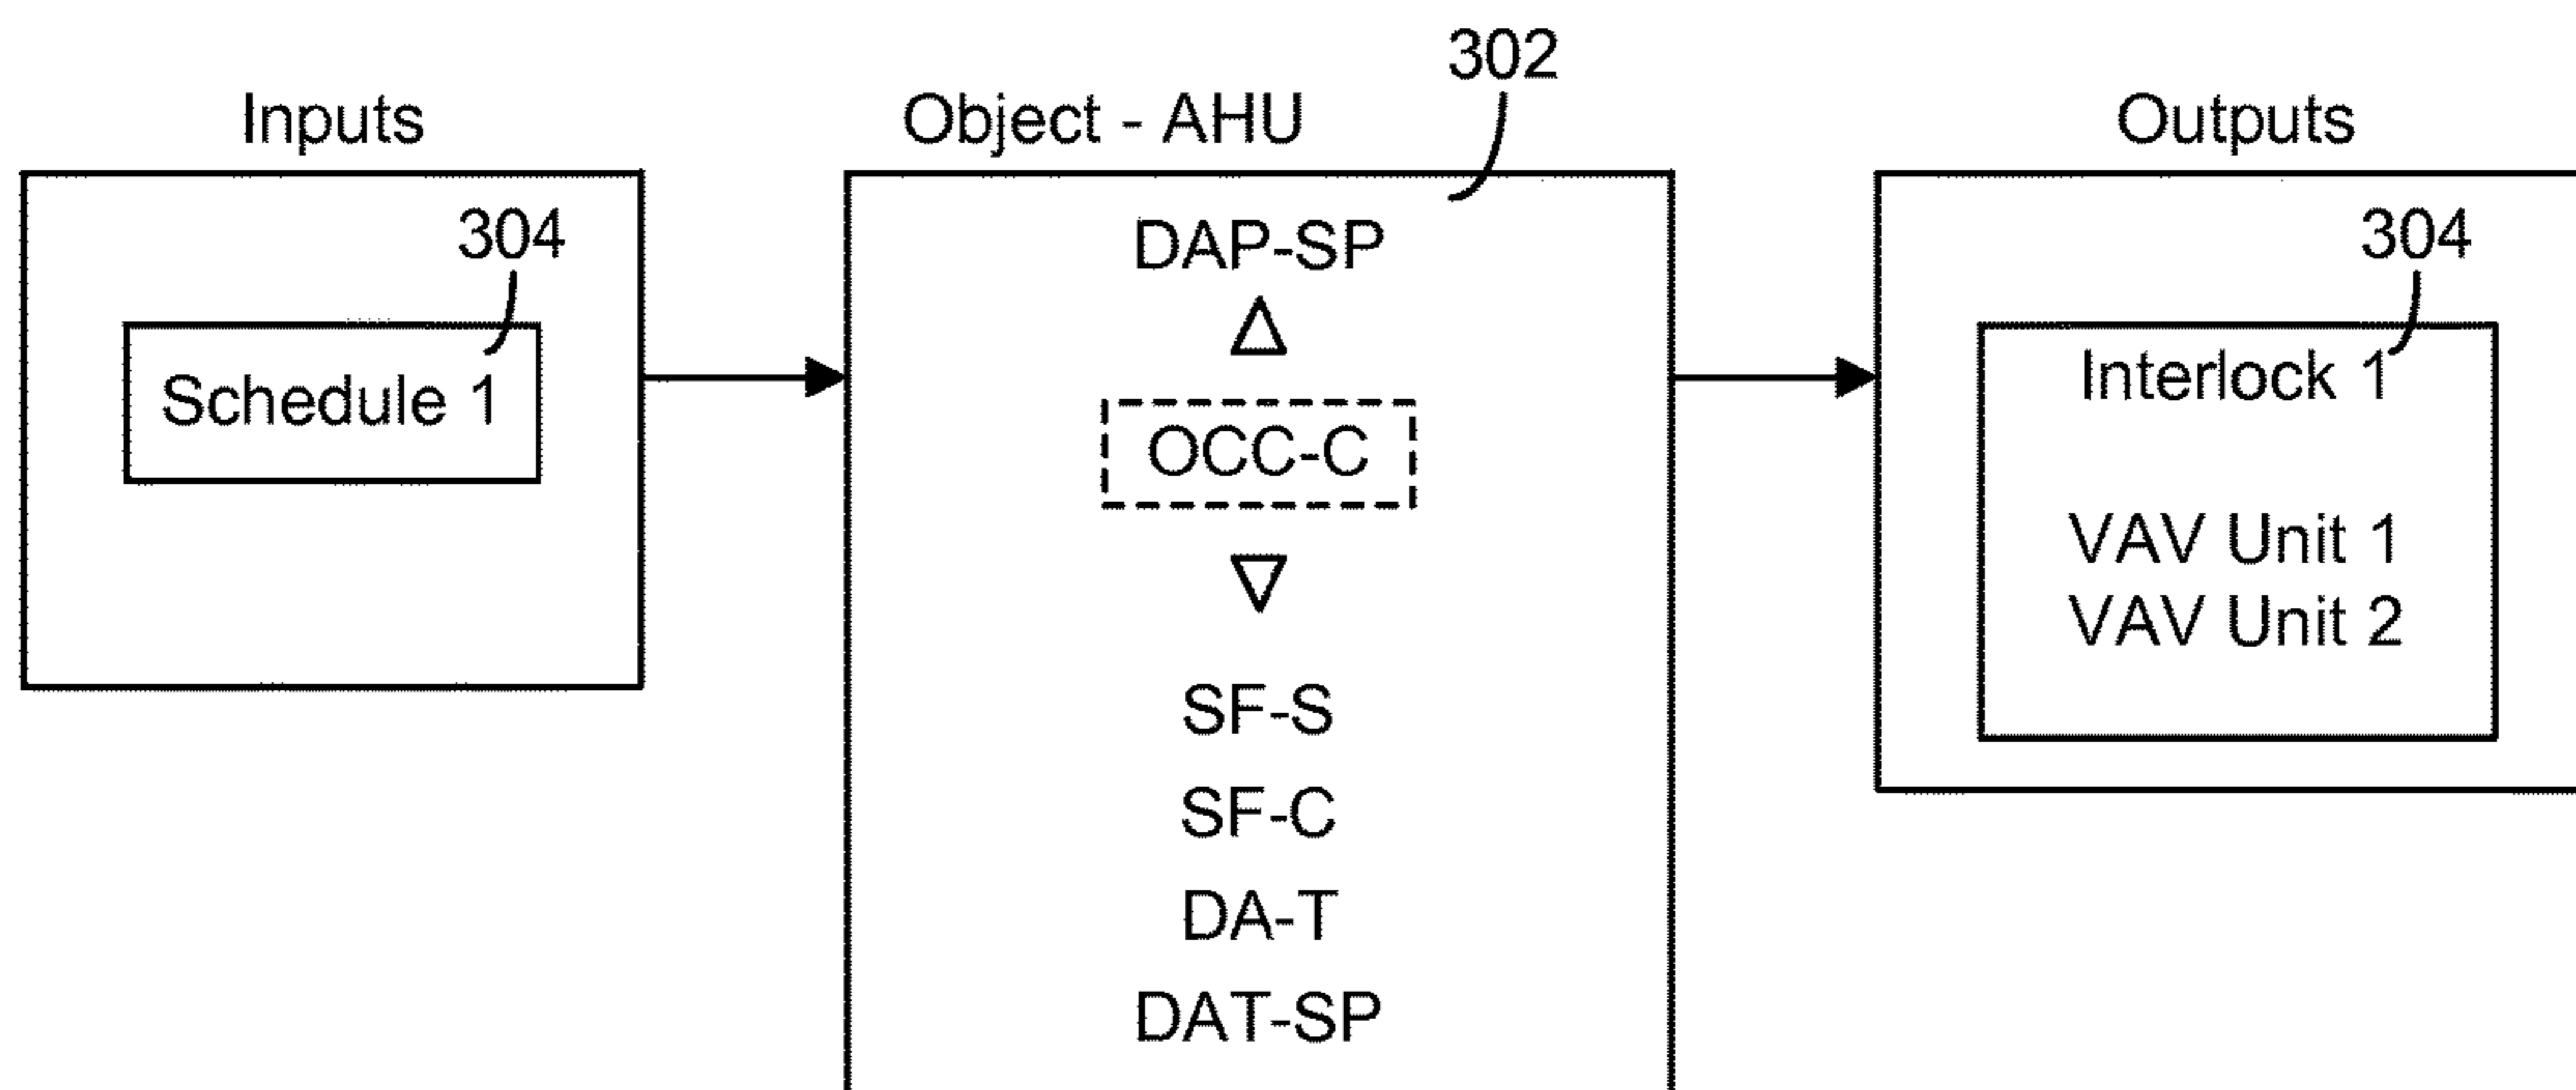 302
Inputs
Object - AHU
Outputs
304
Schedule 1
DAP-SP
OCC-C
SF-S
SF-C
DA-T
DAT-SP
304
Interlock 1
VAV Unit 1
VAV Unit 2